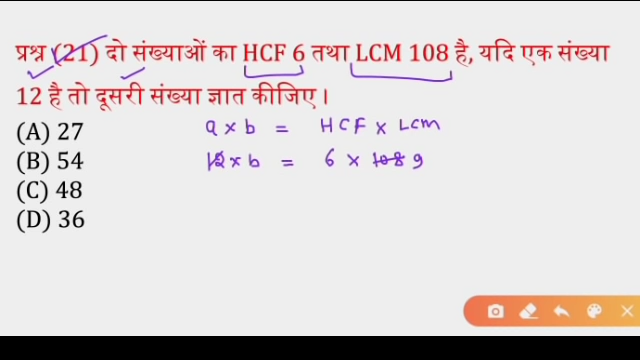 प्रश्न (21) दो संख्याओं का HCF 6 तथा LCM 108 है, यदि एक संख्या
12 है तो दूसरी संख्या ज्ञात कीजिए।
(A) 27
a × b = HCF × LCM
(B) 54
12 × b = 6 × 108 9
(C) 48
(D) 36